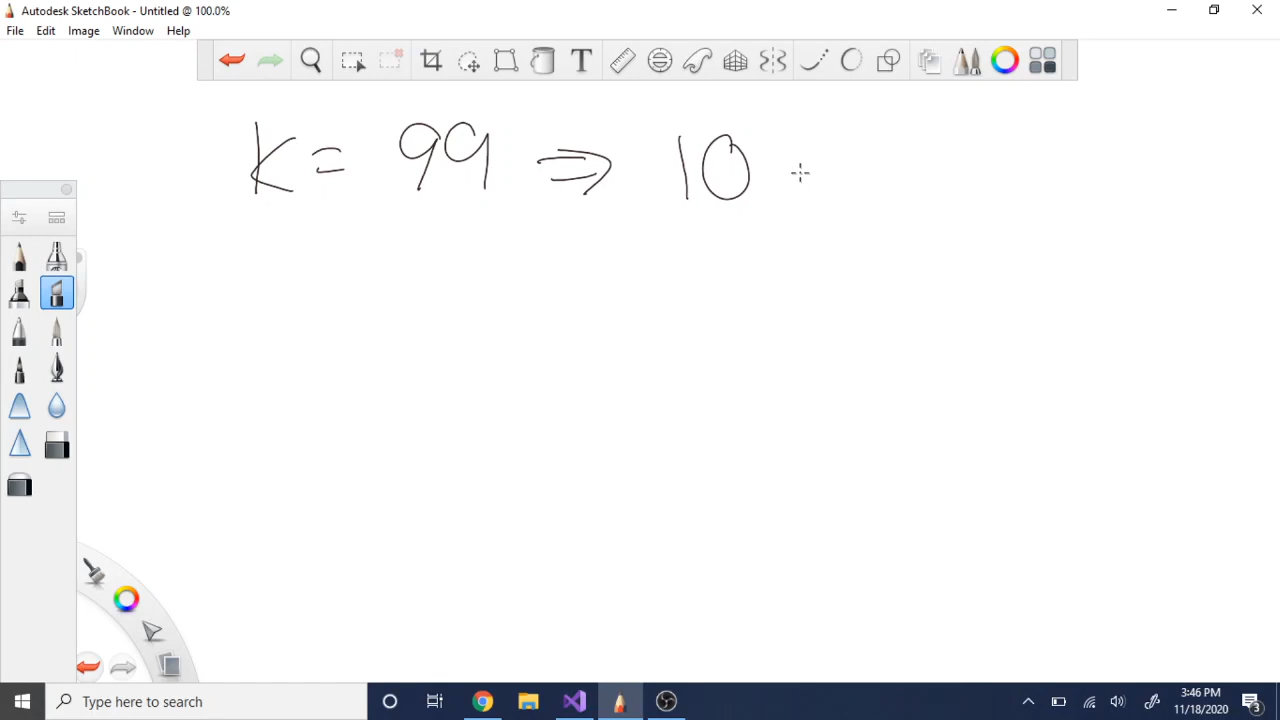 Autodesk SketchBook - Untitled @ 100.0%
File Edit Image Window Help
k = 99 ⇒ 10
Type here to search
3:46 PM
11/18/2020
3